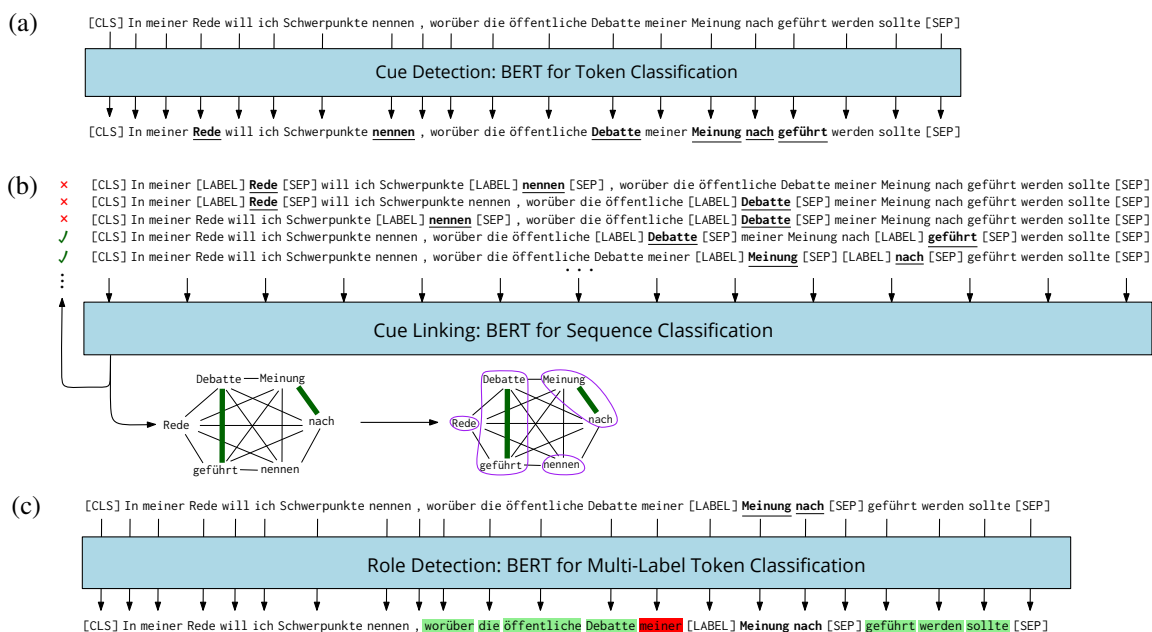 (a)
[CLS] In meiner Rede will ich Schwerpunkte nennen , worüber die öffentliche Debatte meiner Meinung nach geführt werden sollte [SEP]
Cue Detection: BERT for Token Classification
[CLS] In meiner Rede will ich Schwerpunkte nennen , worüber die öffentliche Debatte meiner Meinung nach geführt werden sollte [SEP]
(b)
× [CLS] In meiner [LABEL] Rede [SEP] will ich Schwerpunkte [LABEL] nennen [SEP] , worüber die öffentliche Debatte meiner Meinung nach geführt werden sollte [SEP]
× [CLS] In meiner [LABEL] Rede [SEP] will ich Schwerpunkte nennen , worüber die öffentliche [LABEL] Debatte [SEP] meiner Meinung nach geführt werden sollte [SEP]
× [CLS] In meiner Rede will ich Schwerpunkte [LABEL] nennen [SEP] , worüber die öffentliche [LABEL] Debatte [SEP] meiner Meinung nach geführt werden sollte [SEP]
✓ [CLS] In meiner Rede will ich Schwerpunkte nennen , worüber die öffentliche [LABEL] Debatte [SEP] meiner Meinung nach [LABEL] geführt [SEP] werden sollte [SEP]
✓ [CLS] In meiner Rede will ich Schwerpunkte nennen , worüber die öffentliche Debatte meiner [LABEL] Meinung [SEP] [LABEL] nach [SEP] geführt werden sollte [SEP]
...
Cue Linking: BERT for Sequence Classification
Debatte Meinung
Rede nach
geführt nennen
Debatte Meinung
Rede nach
geführt nennen
(c)
[CLS] In meiner Rede will ich Schwerpunkte nennen , worüber die öffentliche Debatte meiner [LABEL] Meinung nach [SEP] geführt werden sollte [SEP]
Role Detection: BERT for Multi-Label Token Classification
[CLS] In meiner Rede will ich Schwerpunkte nennen , worüber die öffentliche Debatte meiner [LABEL] Meinung nach [SEP] geführt werden sollte [SEP]